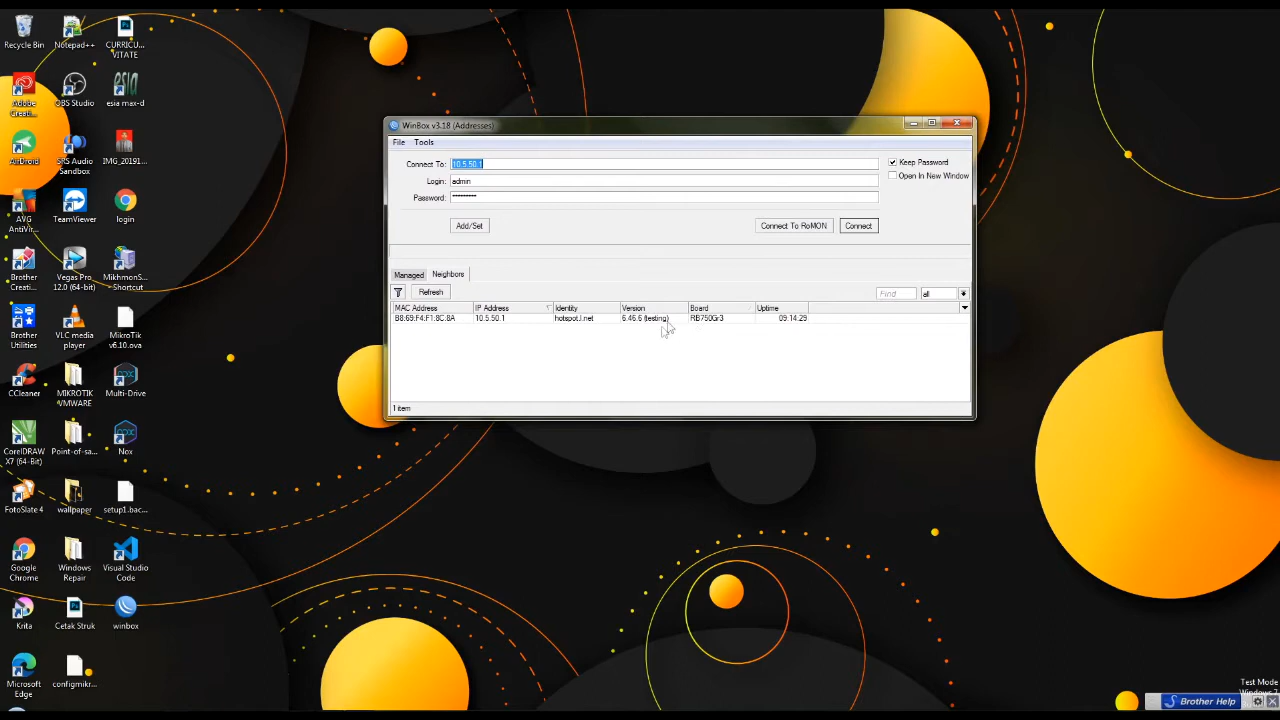 Recycle Bin
Notepad++
CURRICU...
VITATE
Adobe
Creati...
OBS Studio
esia max-d
AirDroid
SRS Audio
Sandbox
IMG_20191...
AVG
AntiVir...
TeamViewer
login
Brother
Creati...
Vegas Pro
12.0 (64-bit)
MikhmonS...
Shortcut
Brother
Utilities
VLC media
player
MikroTik
v6.10.ova
CCleaner
MIKROTIK
VMWARE
Multi-Drive
CorelDRAW
X7 (64-Bit)
Point-of-sa...
Nox
FotoSlate 4
wallpaper
setup1.bac...
Google
Chrome
Windows
Repair
Visual Studio
Code
Krita
Cetak Struk
winbox
Microsoft
Edge
configmikr...
WinBox v3.18 (Addresses)
File Tools
Connect To: 10.5.50.1
Keep Password
Login: admin
Open In New Window
Password: *********
Add/Set Connect To RoMON Connect
Managed Neighbors
Refresh Find all
MAC Address IP Address Identity Version Board Uptime
B8:69:F4:F1:8C:8A 10.5.50.1 hotspotJ.net 6.46.6 (testing) RB750Gr3 09:14:29
1 item
Test Mode
Windows 7
Brother Help